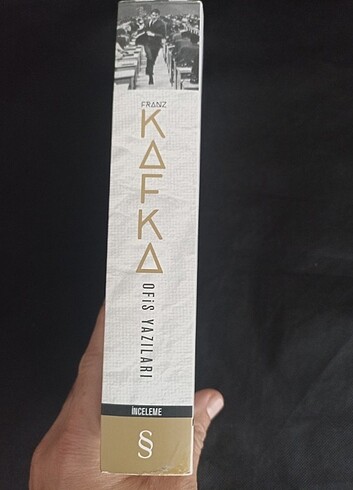 FRANZ
KAFKA
OFİS YAZILARI
İNCELEME